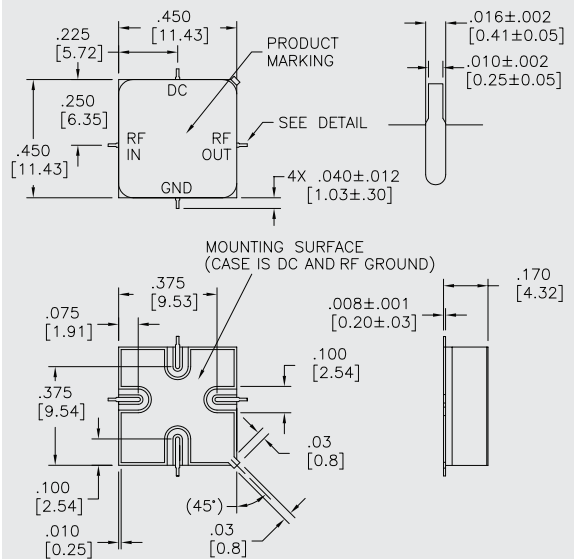 .450
[11.43]
.225
[5.72]
PRODUCT
MARKING
.016±.002
[0.41±0.05]
.010±.002
[0.25±0.05]
DC
.250
[6.35]
RF
IN
RF
OUT
SEE DETAIL
.450
[11.43]
GND
4X .040±.012
[1.03±.30]
MOUNTING SURFACE
(CASE IS DC AND RF GROUND)
.375
[9.53]
.170
[4.32]
.075
[1.91]
.008±.001
[0.20±.03]
.100
[2.54]
.375
[9.54]
.03
[0.8]
.100
[2.54]
(45°)
.010
[0.25]
.03
[0.8]